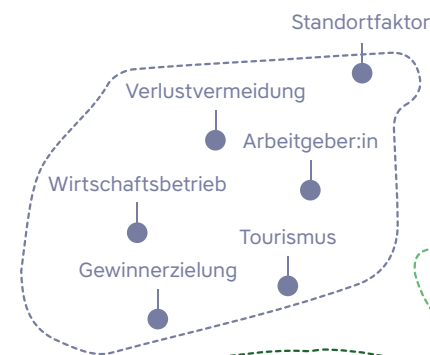 Standortfaktor
Verlustvermeidung
Arbeitgeber:in
Wirtschaftsbetrieb
Tourismus
Gewinnerzielung